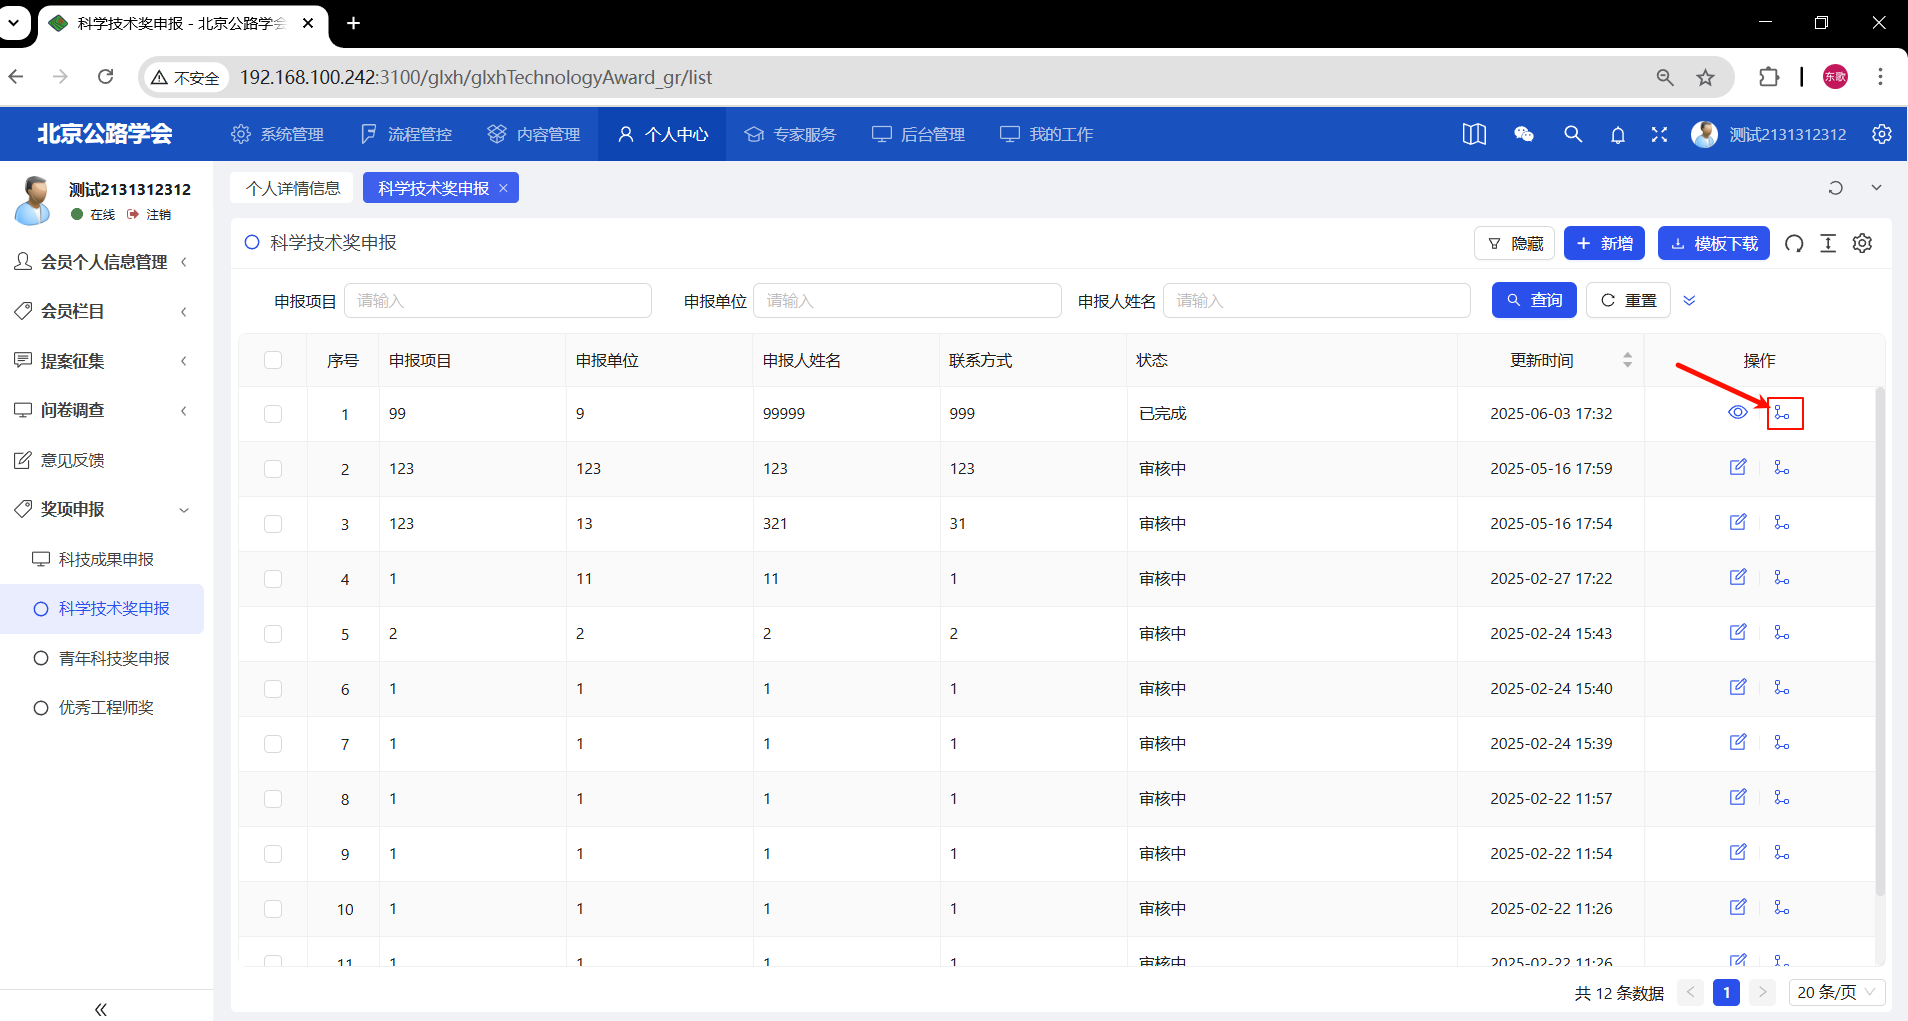 科学技术奖申报 - 北京公路学会
不安全 192.168.100.242:3100/glxh/glxhTechnologyAward_gr/list
东歌
北京公路学会 系统管理 流程管控 内容管理 个人中心 专家服务 后台管理 我的工作 测试2131312312
测试2131312312
在线 注销
会员个人信息管理
会员栏目
提案征集
问卷调查
意见反馈
奖项申报
科技成果申报
科学技术奖申报
青年科技奖申报
优秀工程师奖
个人详情信息 科学技术奖申报
科学技术奖申报 隐藏 新增 模板下载
申报项目 请输入 申报单位 请输入 申报人姓名 请输入 查询 重置
序号 申报项目 申报单位 申报人姓名 联系方式 状态 更新时间 操作
1 99 9 99999 999 已完成 2025-06-03 17:32
2 123 123 123 123 审核中 2025-05-16 17:59
3 123 13 321 31 审核中 2025-05-16 17:54
4 1 11 11 1 审核中 2025-02-27 17:22
5 2 2 2 2 审核中 2025-02-24 15:43
6 1 1 1 1 审核中 2025-02-24 15:40
7 1 1 1 1 审核中 2025-02-24 15:39
8 1 1 1 1 审核中 2025-02-22 11:57
9 1 1 1 1 审核中 2025-02-22 11:54
10 1 1 1 1 审核中 2025-02-22 11:26
11 1 1 1 1 审核中 2025-02-22 11:26
共 12 条数据 1 20 条/页